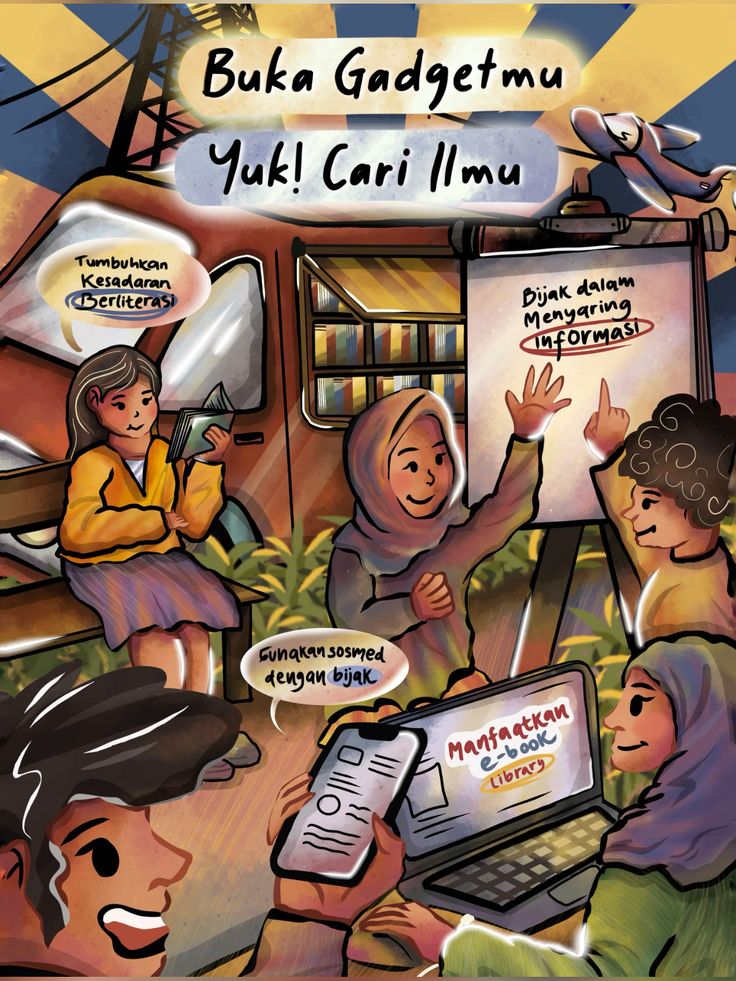 Buka Gadgetmu
Yuk! Cari Ilmu
Tumbuhkan
Kesadaran
Berliterasi
Bijak dalam
Menyaring
informasi
Gunakan sosmed
dengan bijak
Manfaatkan
e-book
Library